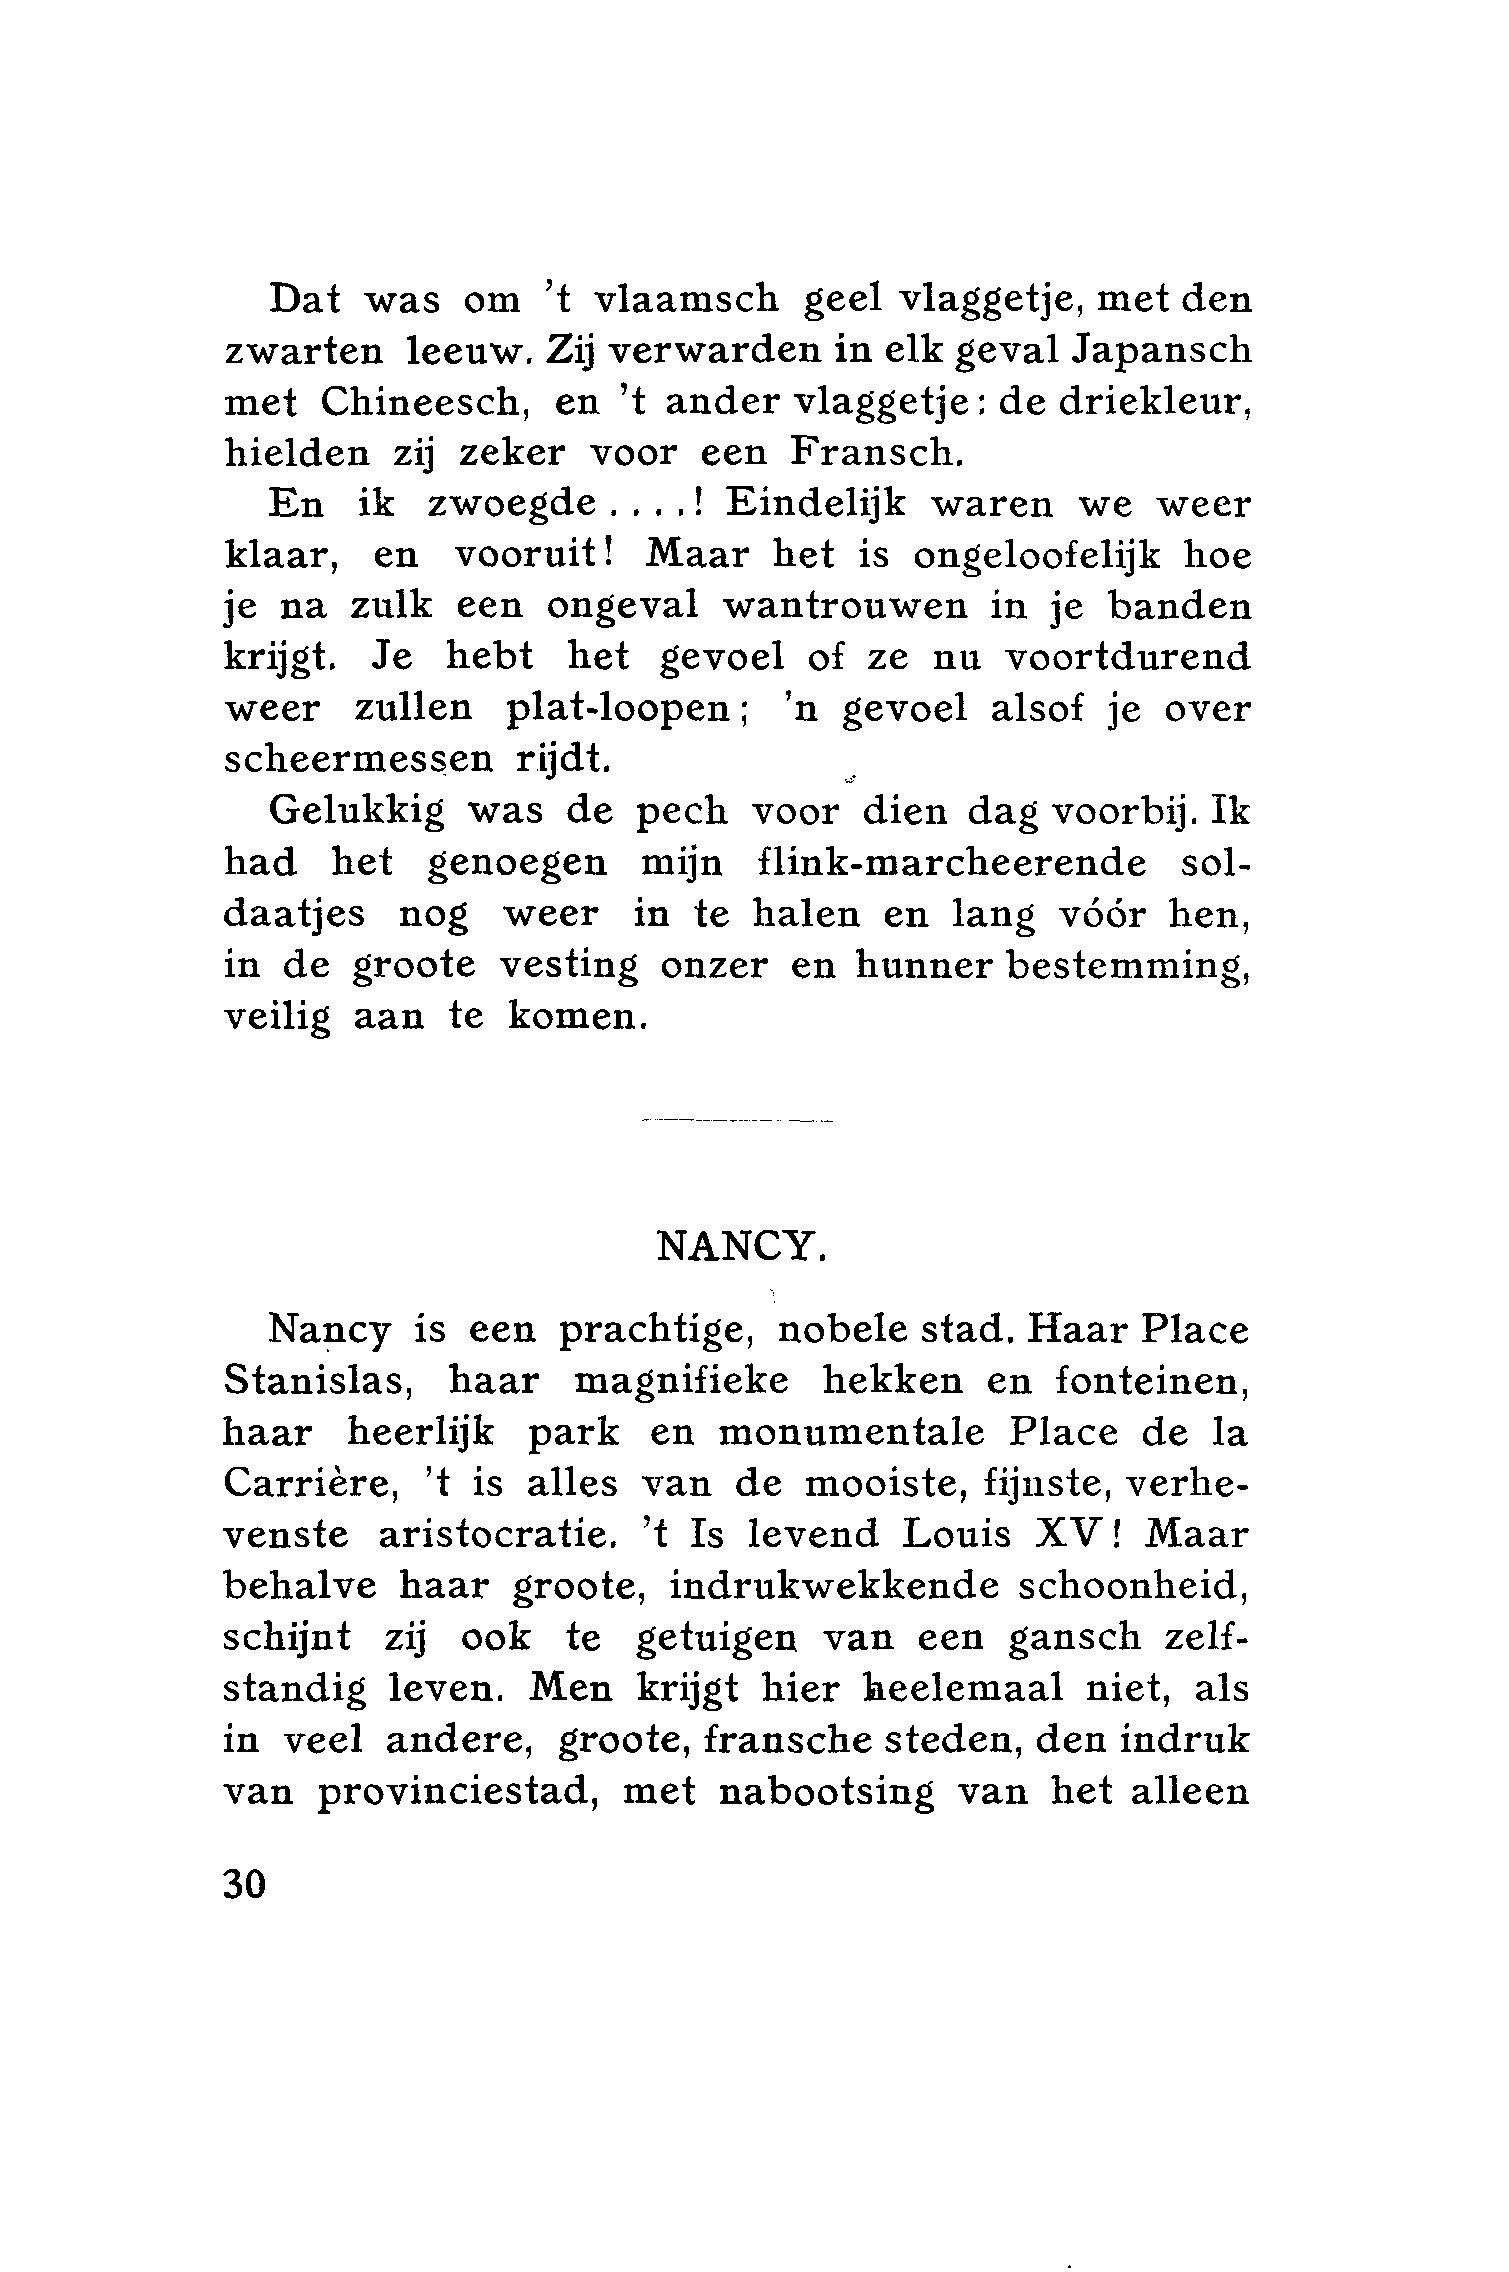 Dat was om 't vlaamsch geel vlaggetje, met den
zwarten leeuw. Zij verwarden in elk geval Japansch
met Chineesch, en 't ander vlaggetje: de driekleur,
hielden zij zeker voor een Fransch.
En ik zwoegde . . . .! Eindelijk waren we weer
klaar, en vooruit! Maar het is ongeloofelijk hoe
je na zulk een ongeval wantrouwen in je banden
krijgt. Je hebt het gevoel of ze nu voortdurend
weer zullen plat-loopen; 'n gevoel alsof je over
scheermessen rijdt.
Gelukkig was de pech voor dien dag voorbij. Ik
had het genoegen mijn flink-marcheerende sol-
daatjes nog weer in te halen en lang vóór hen,
in de groote vesting onzer en hunner bestemming,
veilig aan te komen.
NANCY.
Nancy is een prachtige, nobele stad. Haar Place
Stanislas, haar magnifieke hekken en fonteinen,
haar heerlijk park en monumentale Place de la
Carrière, 't is alles van de mooiste, fijnste, verhe-
venste aristocratie. 't Is levend Louis XV! Maar
behalve haar groote, indrukwekkende schoonheid,
schijnt zij ook te getuigen van een gansch zelf-
standig leven. Men krijgt hier heelemaal niet, als
in veel andere, groote, fransche steden, den indruk
van provinciestad, met nabootsing van het alleen
30